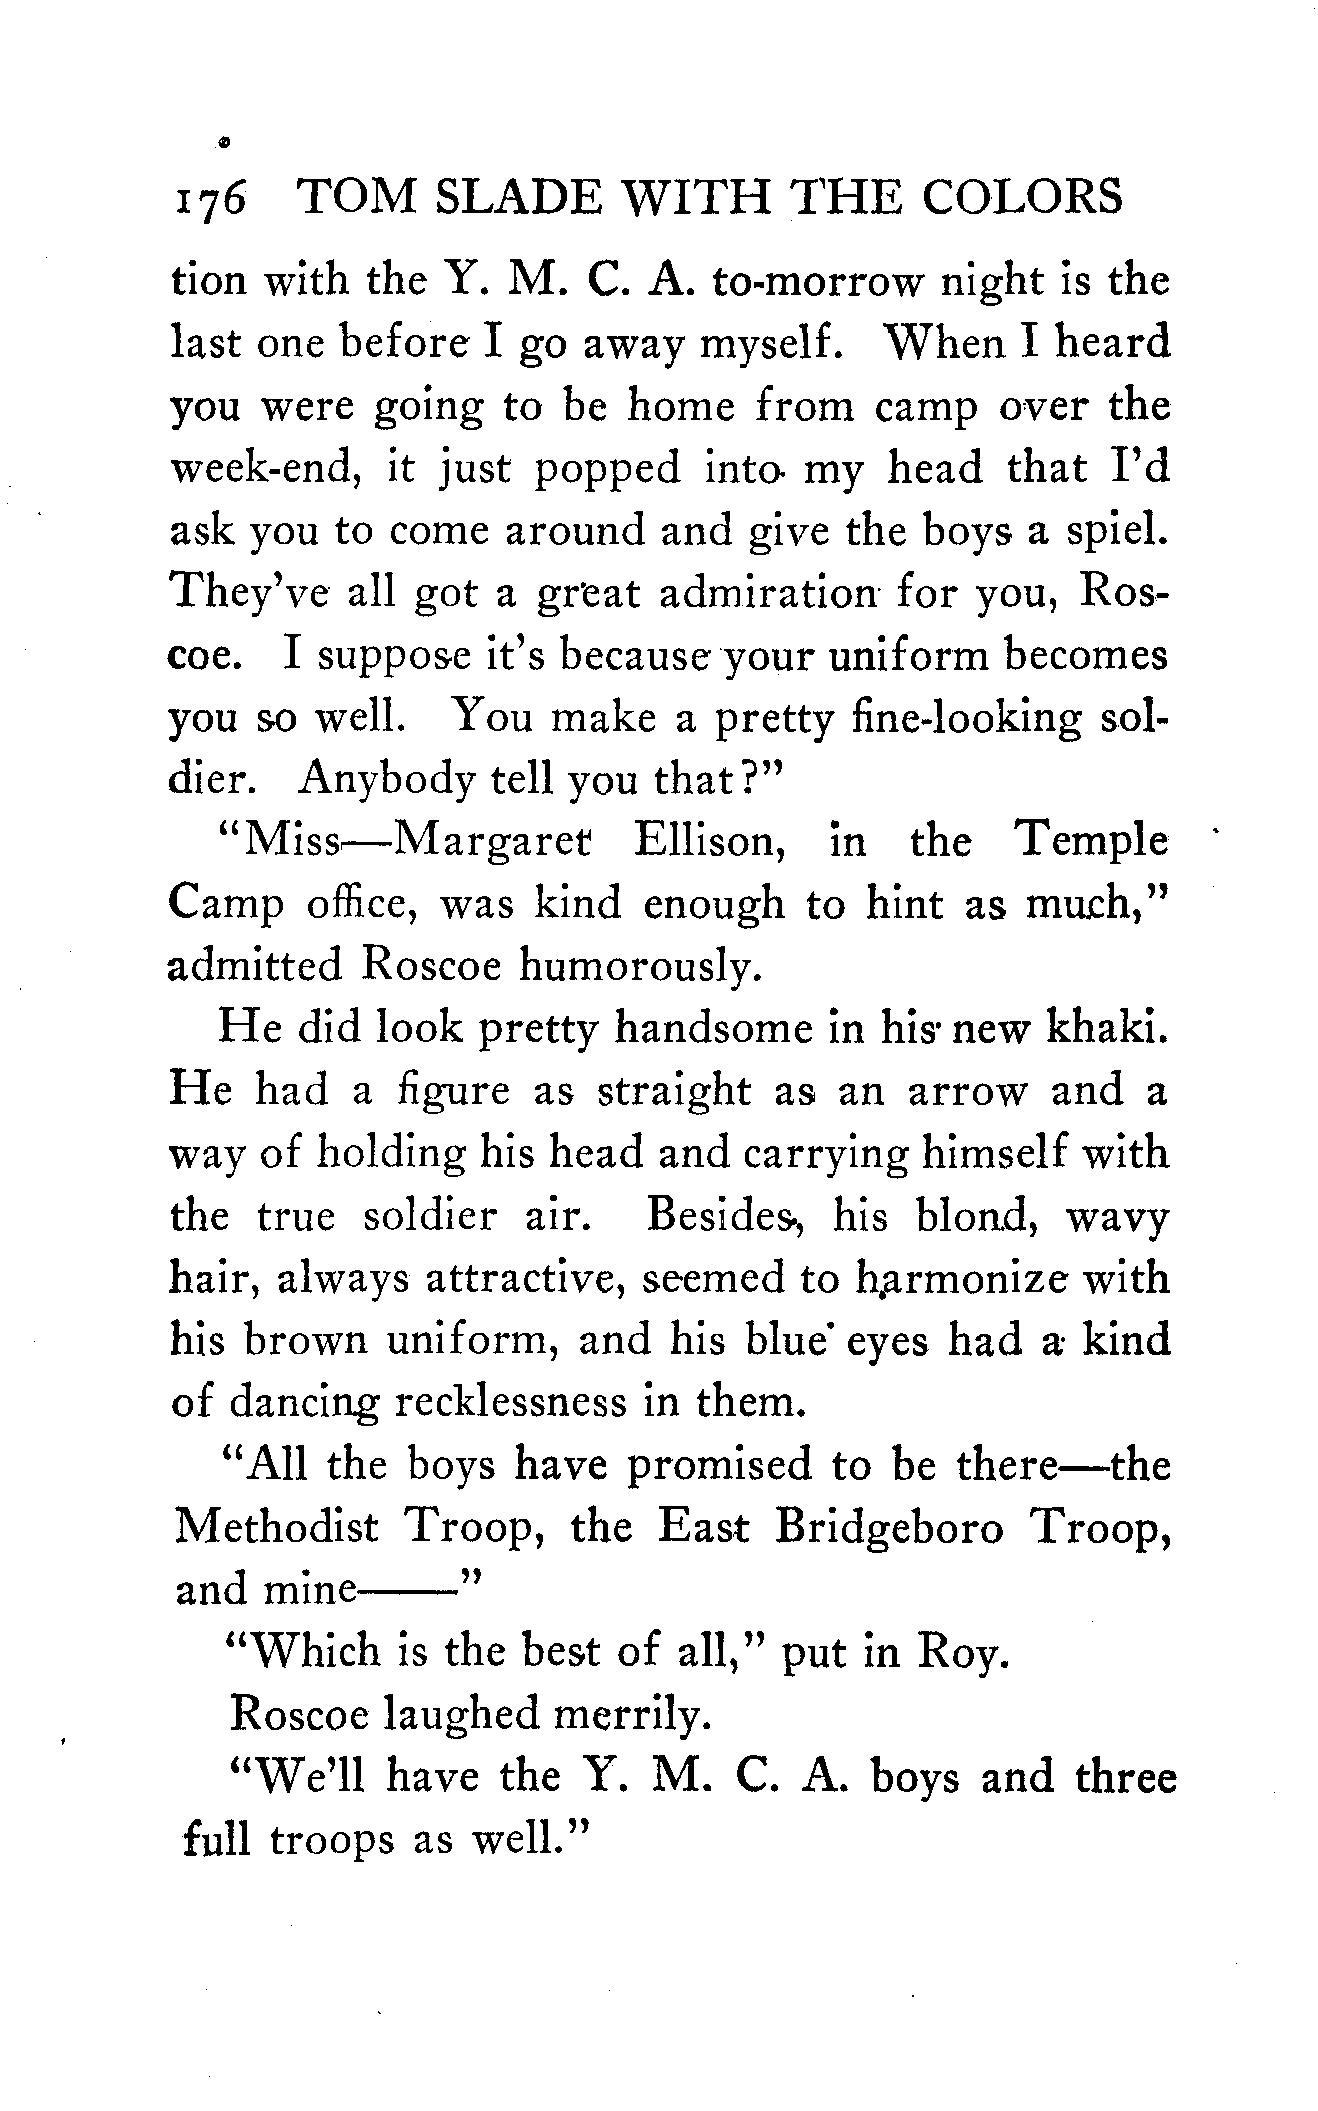 176 TOM SLADE WITH THE COLORS
tion with the Y. M. C. A. to-morrow night is the
last one before I go away myself. When I heard
you were going to be home from camp over the
week-end, it just popped into my head that I'd
ask you to come around and give the boys a spiel.
They've all got a great admiration for you, Ros-
coe. I suppose it's because your uniform becomes
you so well. You make a pretty fine-looking sol-
dier. Anybody tell you that?"
"Miss—Margaret Ellison, in the Temple
Camp office, was kind enough to hint as much,"
admitted Roscoe humorously.
He did look pretty handsome in his new khaki.
He had a figure as straight as an arrow and a
way of holding his head and carrying himself with
the true soldier air. Besides, his blond, wavy
hair, always attractive, seemed to harmonize with
his brown uniform, and his blue eyes had a kind
of dancing recklessness in them.
"All the boys have promised to be there—the
Methodist Troop, the East Bridgeboro Troop,
and mine——"
"Which is the best of all," put in Roy.
Roscoe laughed merrily.
"We'll have the Y. M. C. A. boys and three
full troops as well."